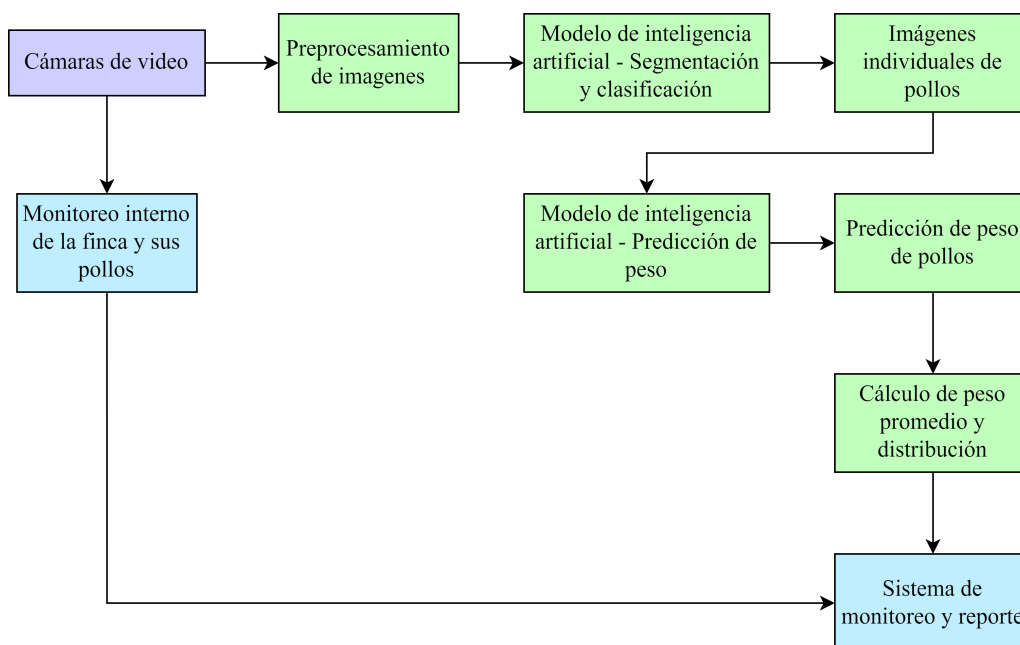 Cámaras de video
Preprocesamiento
de imagenes
Modelo de inteligencia
artificial - Segmentación
y clasificación
Imágenes
individuales de
pollos
Monitoreo interno
de la finca y sus
pollos
Modelo de inteligencia
artificial - Predicción de
peso
Predicción de peso
de pollos
Cálculo de peso
promedio y
distribución
Sistema de
monitoreo y reporte